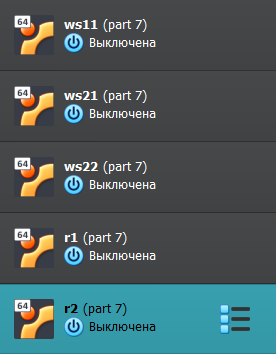 64
ws11 (part 7)
Выключена
64
ws21 (part 7)
Выключена
64
ws22 (part 7)
Выключена
64
r1 (part 7)
Выключена
64
r2 (part 7)
Выключена